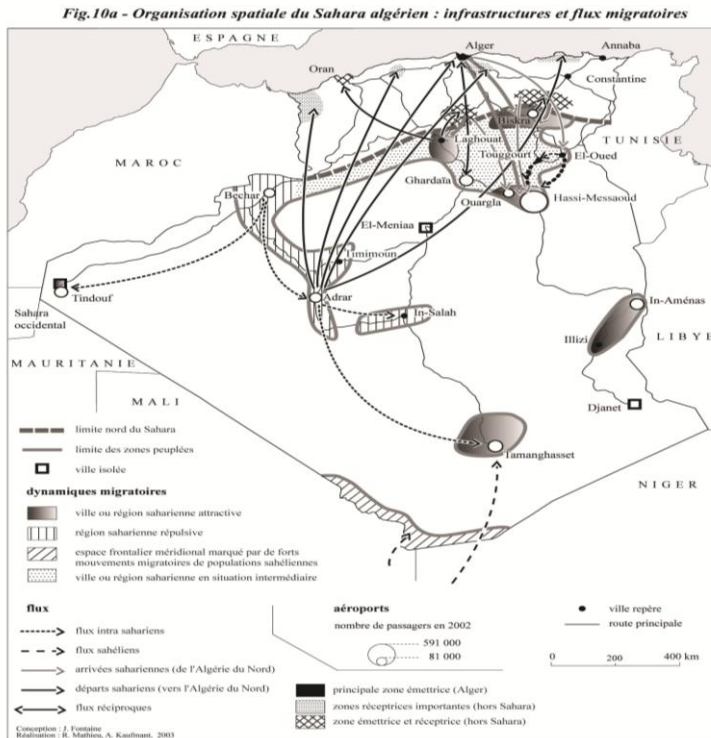 Fig.10a - Organisation spatiale du Sahara algérien : infrastructures et flux migratoires
ESPAGNE
Alger
Annaba
Oran
Constantine
Biskra
TUNISIE
MAROC
Laghouat
Touggourt
El-Oued
Ghardaïa
Bechar
Ouargla
Hassi-Messaoud
El-Meniaa
Timimoun
Tindouf
Adrar
In-Salah
In-Aménas
Sahara
occidental
Illizi
LIBYE
MAURITANIE
MALI
Djanet
limite nord du Sahara
limite des zones peuplées
Tamanghasset
ville isolée
NIGER
dynamiques migratoires
ville ou région saharienne attractive
région saharienne répulsive
espace frontalier méridional marqué par de forts
mouvements migratoires de populations sahéliennes
ville ou région saharienne en situation intermédiaire
flux
flux intra sahariens
flux sahéliens
arrivées sahariennes (de l'Algérie du Nord)
départs sahariens (vers l'Algérie du Nord)
flux réciproques
aéroports
nombre de passagers en 2002
591 000
81 000
ville repère
route principale
0 200 400 km
principale zone émettrice (Alger)
zones réceptrices importantes (hors Sahara)
zone émettrice et réceptrice (hors Sahara)
Conception : J. Fontaine
Réalisation : R. Mathieu, A. Kaufmant, 2003